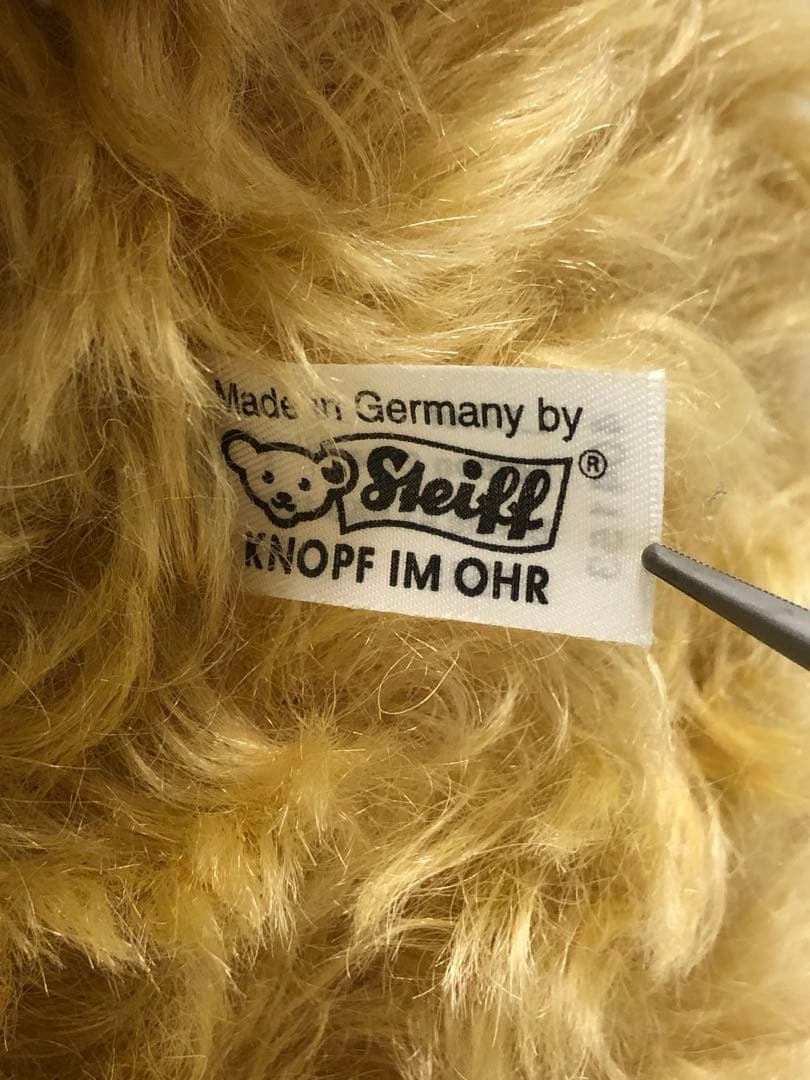 Made in Germany by
Steiff®
KNOPF IM OHR